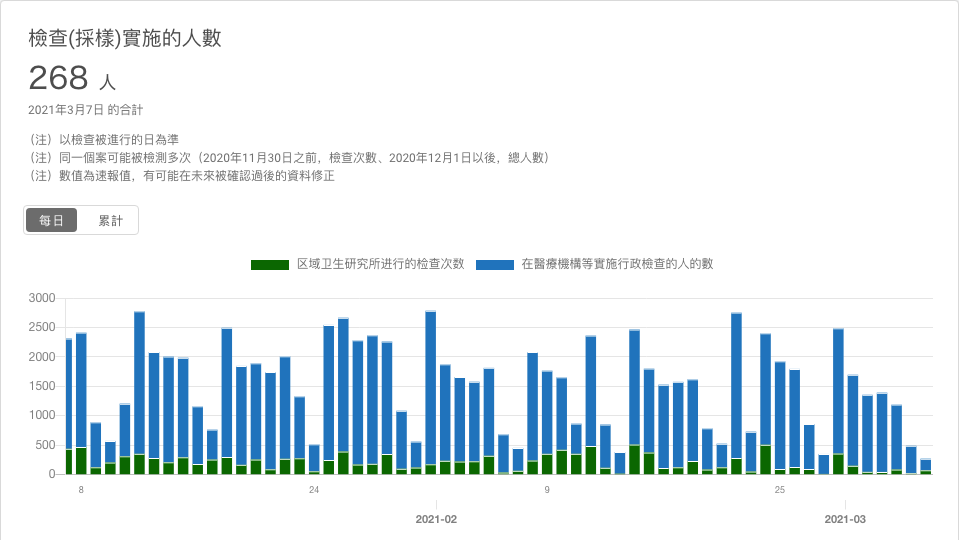 檢查(採樣)實施的人數
268 人
2021年3月7日 的合計
（注）以檢查被進行的日為準
（注）同一個案可能被檢測多次（2020年11月30日之前，檢查次數、2020年12月1日以後，總人數）
（注）數值為速報值，有可能在未來被確認過後的資料修正
每日 累計
区域卫生研究所进行的检查次数 在醫療機構等實施行政檢查的人的數
3000
2500
2000
1500
1000
500
0
8 24 9 25
2021-02 2021-03